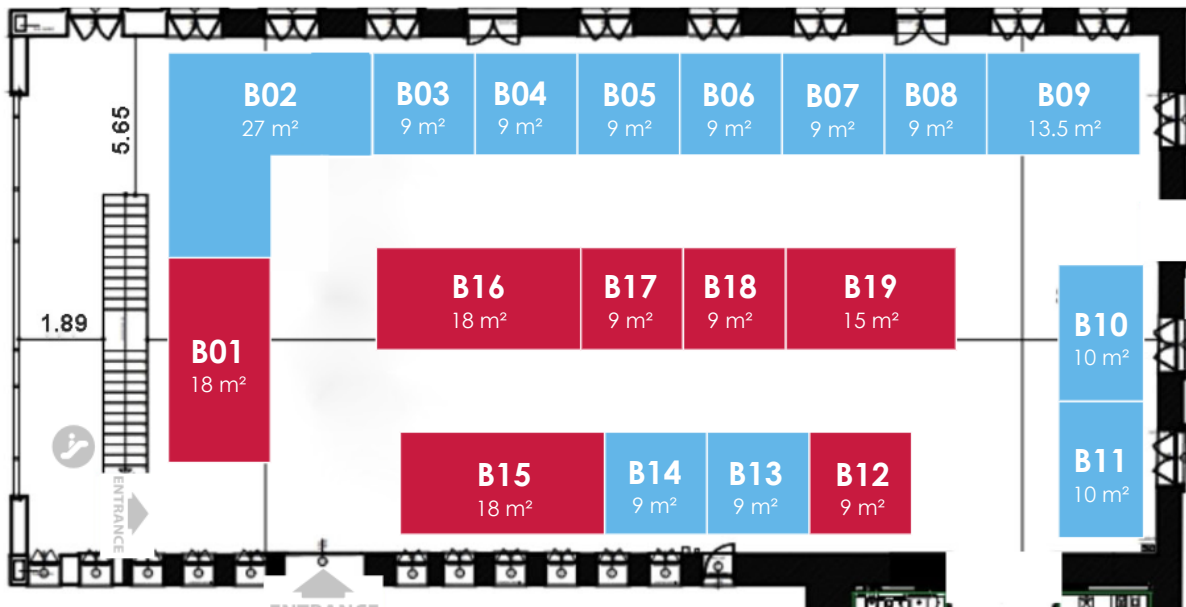 B02
27 m²
B03
9 m²
B04
9 m²
B05
9 m²
B06
9 m²
B07
9 m²
B08
9 m²
B09
13.5 m²
5.65
1.89
B01
18 m²
B16
18 m²
B17
9 m²
B18
9 m²
B19
15 m²
B10
10 m²
B11
10 m²
B15
18 m²
B14
9 m²
B13
9 m²
B12
9 m²
ENTRANCE
ENTRANCE